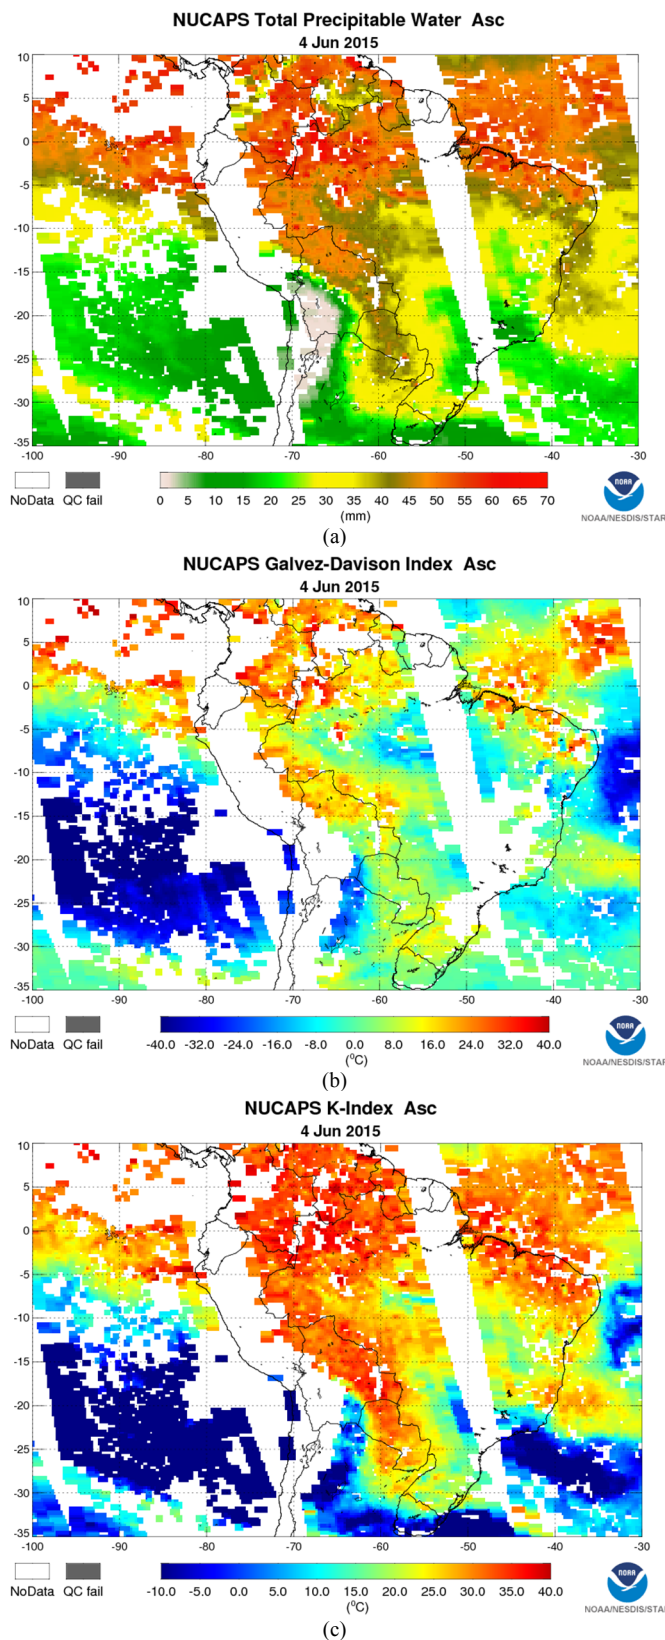 NUCAPS Total Precipitable Water Asc
4 Jun 2015
10
5
0
-5
-10
-15
-20
-25
-30
-35
-100 -90 -80 -70 -60 -50 -40 -30
NoData QC fail 0 5 10 15 20 25 30 35 40 45 50 55 60 65 70
(mm)
NOAA
NOAA/NESDIS/STAR
(a)
NUCAPS Galvez-Davison Index Asc
4 Jun 2015
10
5
0
-5
-10
-15
-20
-25
-30
-35
-100 -90 -80 -70 -60 -50 -40 -30
NoData QC fail -40.0 -32.0 -24.0 -16.0 -8.0 0.0 8.0 16.0 24.0 32.0 40.0
(⁰C)
NOAA
NOAA/NESDIS/STAR
(b)
NUCAPS K-Index Asc
4 Jun 2015
10
5
0
-5
-10
-15
-20
-25
-30
-35
-100 -90 -80 -70 -60 -50 -40 -30
NoData QC fail -10.0 -5.0 0.0 5.0 10.0 15.0 20.0 25.0 30.0 35.0 40.0
(⁰C)
NOAA
NOAA/NESDIS/STAR
(c)